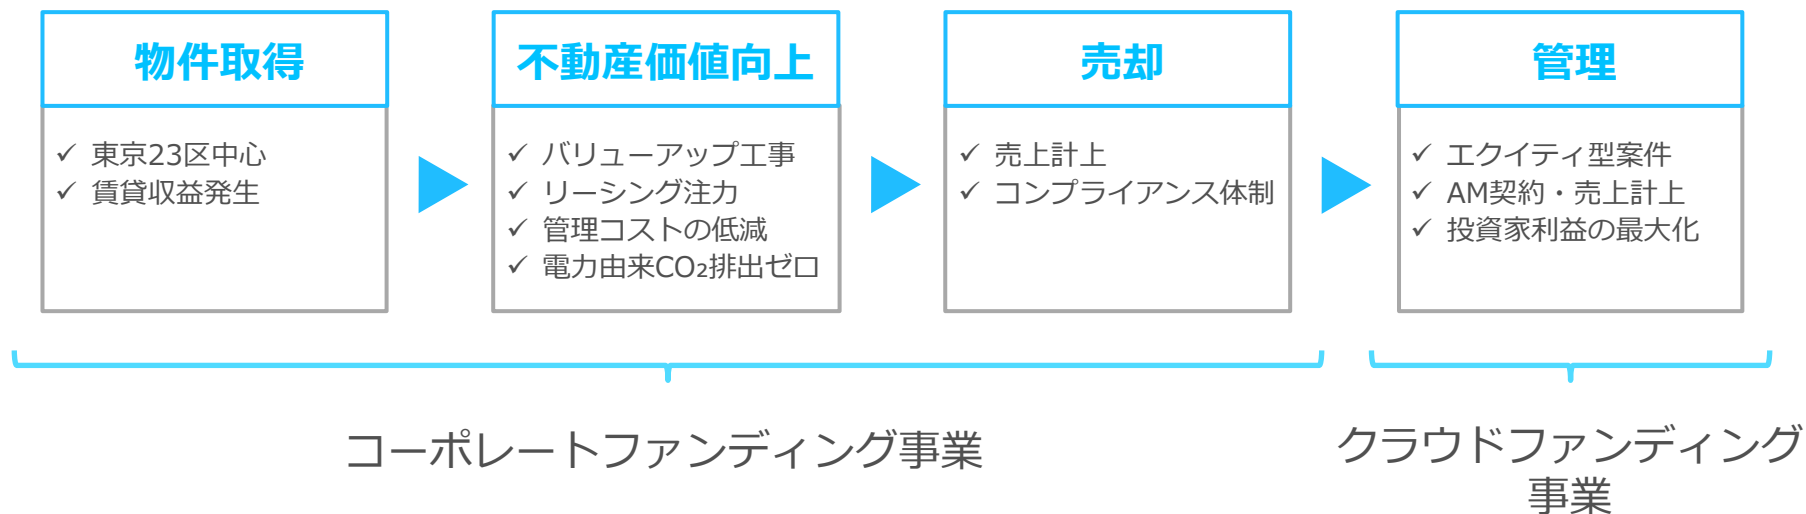 物件取得
✓ 東京23区中心
✓ 賃貸収益発生
不動産価値向上
✓ バリューアップ工事
✓ リーシング注力
✓ 管理コストの低減
✓ 電力由来CO₂排出ゼロ
売却
✓ 売上計上
✓ コンプライアンス体制
管理
✓ エクイティ型案件
✓ AM契約・売上計上
✓ 投資家利益の最大化
コーポレートファンディング事業
クラウドファンディング
事業